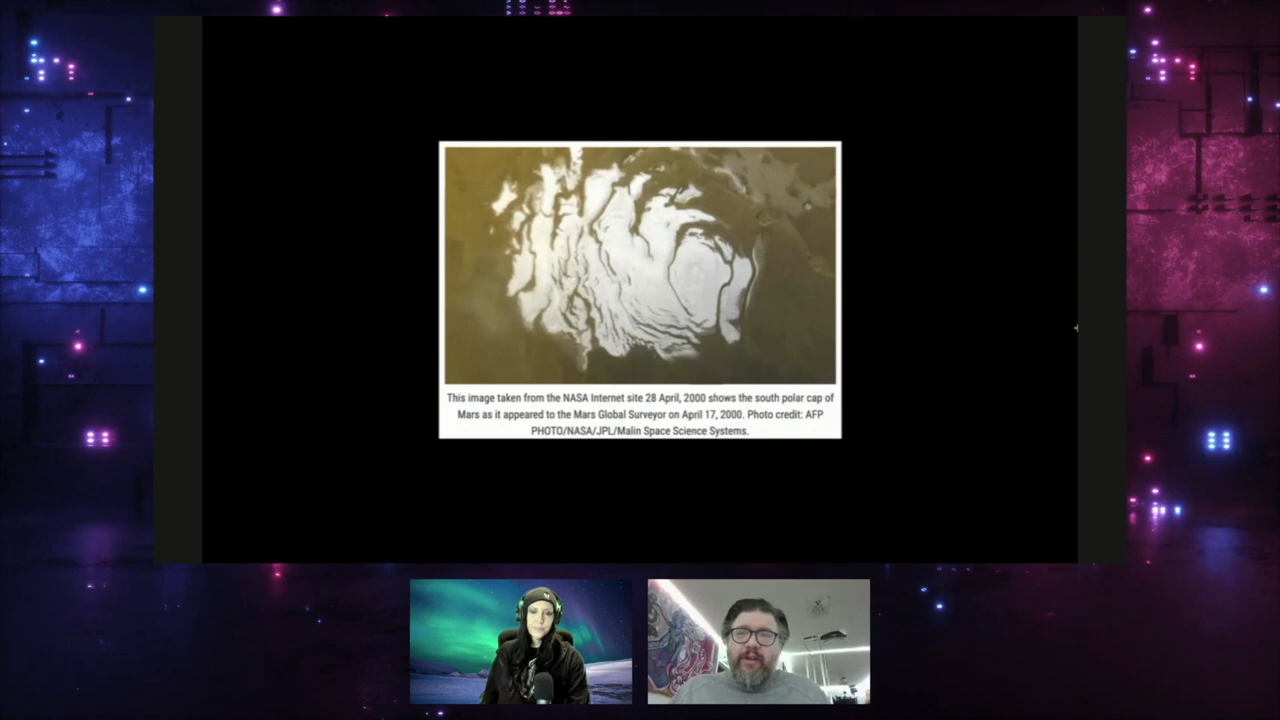 This image taken from the NASA Internet site 28 April, 2000 shows the south polar cap of
Mars as it appeared to the Mars Global Surveyor on April 17, 2000. Photo credit: AFP
PHOTO/NASA/JPL/Malin Space Science Systems.